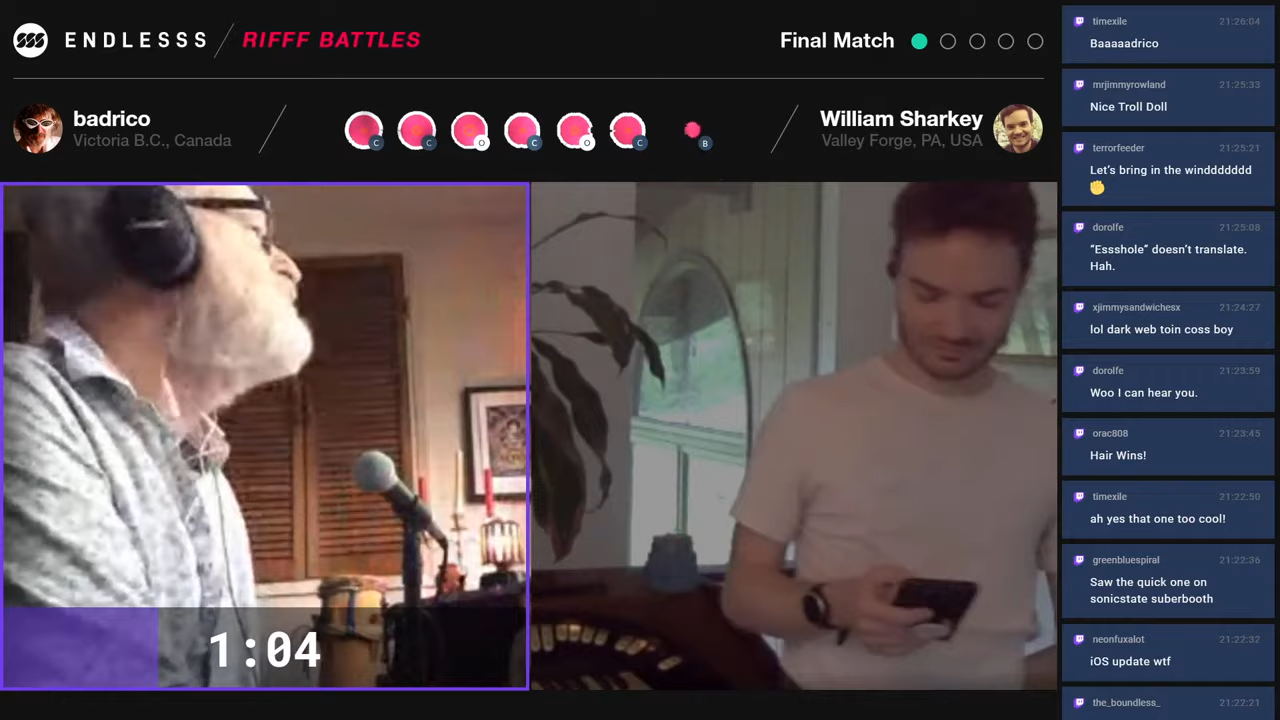 ENDLESSS
RIFFF BATTLES
Final Match
badrico
Victoria B.C., Canada
C
C
O
C
O
C
B
William Sharkey
Valley Forge, PA, USA
1:04
timexile 21:26:04
Baaaaadrico
mrjimmyrowland 21:25:33
Nice Troll Doll
terrorfeeder 21:25:21
Let's bring in the windddddd
✊
dorolfe 21:25:08
“Essshole” doesn't translate.
Hah.
xjimmysandwichesx 21:24:27
lol dark web toin coss boy
dorolfe 21:23:59
Woo I can hear you.
orac808 21:23:45
Hair Wins!
timexile 21:22:50
ah yes that one too cool!
greenbluespiral 21:22:36
Saw the quick one on
sonicstate suberbooth
neonfuxalot 21:22:32
iOS update wtf
the_boundless_ 21:22:21